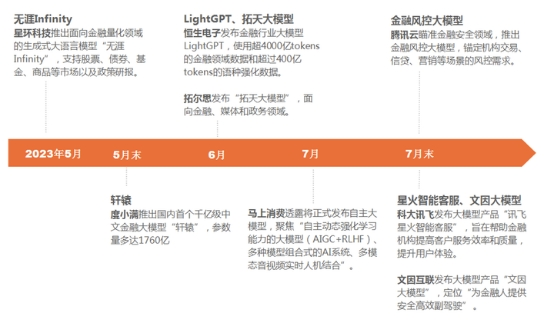 无涯Infinity
星环科技推出面向金融量化领域
的生成式大语言模型“无涯
Infinity”，支持股票、债券、基
金、商品等市场以及政策研报。
LightGPT、拓天大模型
恒生电子发布金融行业大模型
LightGPT，使用超4000亿tokens
的金融领域数据和超过400亿
tokens的语种强化数据。
拓尔思发布“拓天大模型”，面
向金融、媒体和政务领域。
金融风控大模型
腾讯云瞄准金融安全领域，推出
金融风控大模型，锚定机构交易、
信贷、营销等场景的风控需求。
2023年5月
5月末
6月
7月
7月末
轩辕
度小满推出国内首个千亿级中
文金融大模型“轩辕，参数
量多达1760亿
马上消费透露将正式发布自主大
模型，聚焦“自主动态强化学习
能力的大模型（AIGC+RLHF）、
多种模型组合式的AI系统、多模
态音视频实时人机结合”。
星火智能客服、文因大模型
科大讯飞发布大模型产品“讯飞
星火智能客服”，旨在帮助金融
机构提高客户服务效率和质量，
提升用户体验。
文因互联发布大模型产品“文因
大模型”，定位“为金融人提供
安全高效副驾驶” 。